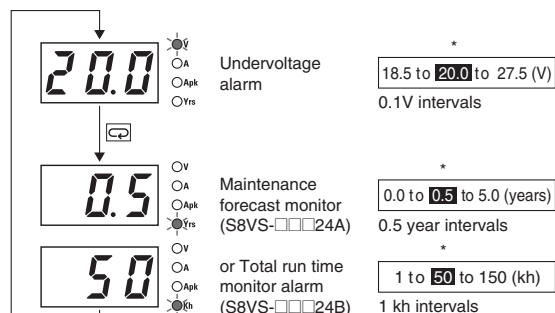 20.0
V
A
Apk
Yrs
Undervoltage
alarm
*
18.5 to 20.0 to 27.5 (V)
0.1V intervals
0.5
V
A
Apk
Yrs
Maintenance
forecast monitor
(S8VS-□□□24A)
*
0.0 to 0.5 to 5.0 (years)
0.5 year intervals
50
V
A
Apk
kh
or Total run time
monitor alarm
(S8VS-□□□24B)
*
1 to 50 to 150 (kh)
1 kh intervals